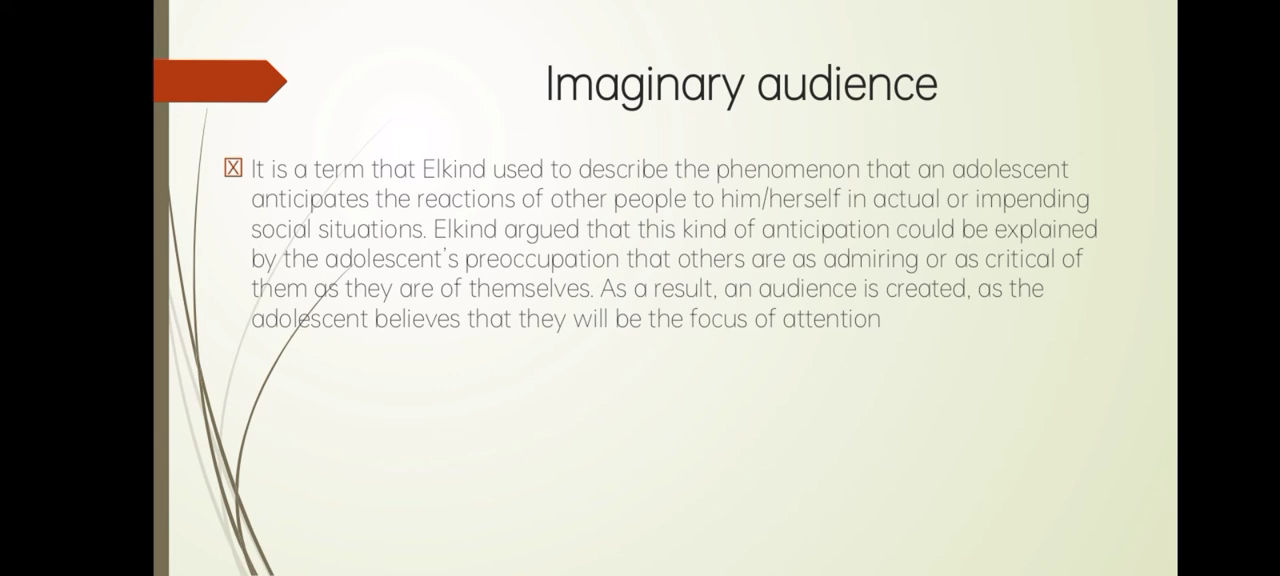 Imaginary audience
It is a term that Elkind used to describe the phenomenon that an adolescent
anticipates the reactions of other people to him/herself in actual or impending
social situations. Elkind argued that this kind of anticipation could be explained
by the adolescent's preoccupation that others are as admiring or as critical of
them as they are of themselves. As a result, an audience is created, as the
adolescent believes that they will be the focus of attention